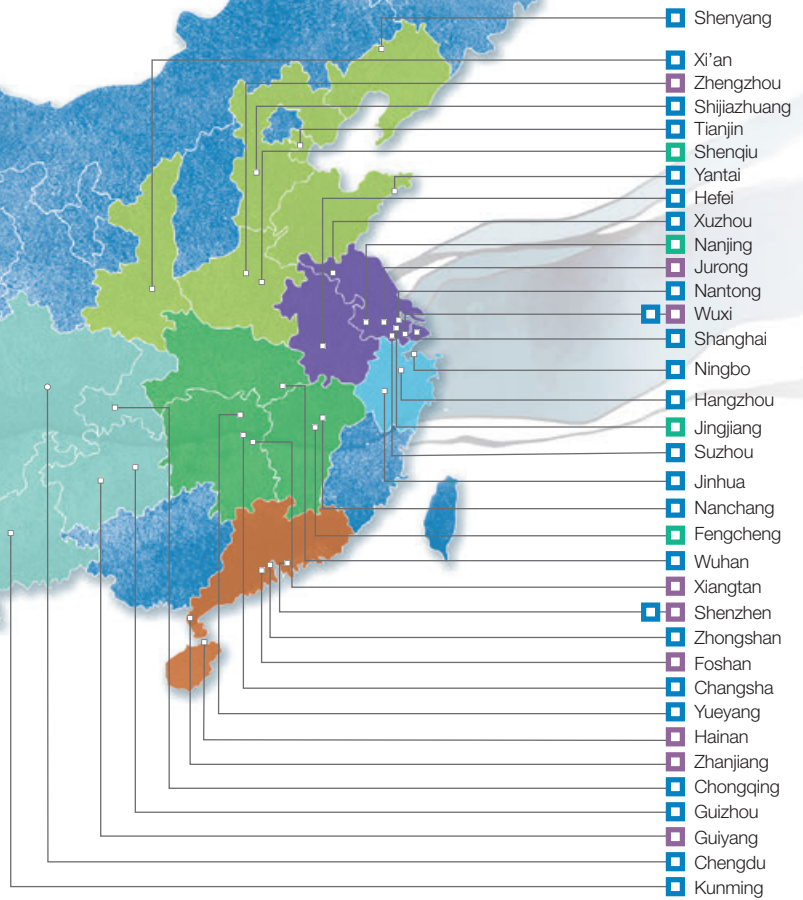 Shenyang
Xi'an
Zhengzhou
Shijiazhuang
Tianjin
Shenqiu
Yantai
Hefei
Xuzhou
Nanjing
Jurong
Nantong
Wuxi
Shanghai
Ningbo
Hangzhou
Jingjiang
Suzhou
Jinhua
Nanchang
Fengcheng
Wuhan
Xiangtan
Shenzhen
Zhongshan
Foshan
Changsha
Yueyang
Hainan
Zhanjiang
Chongqing
Guizhou
Guiyang
Chengdu
Kunming